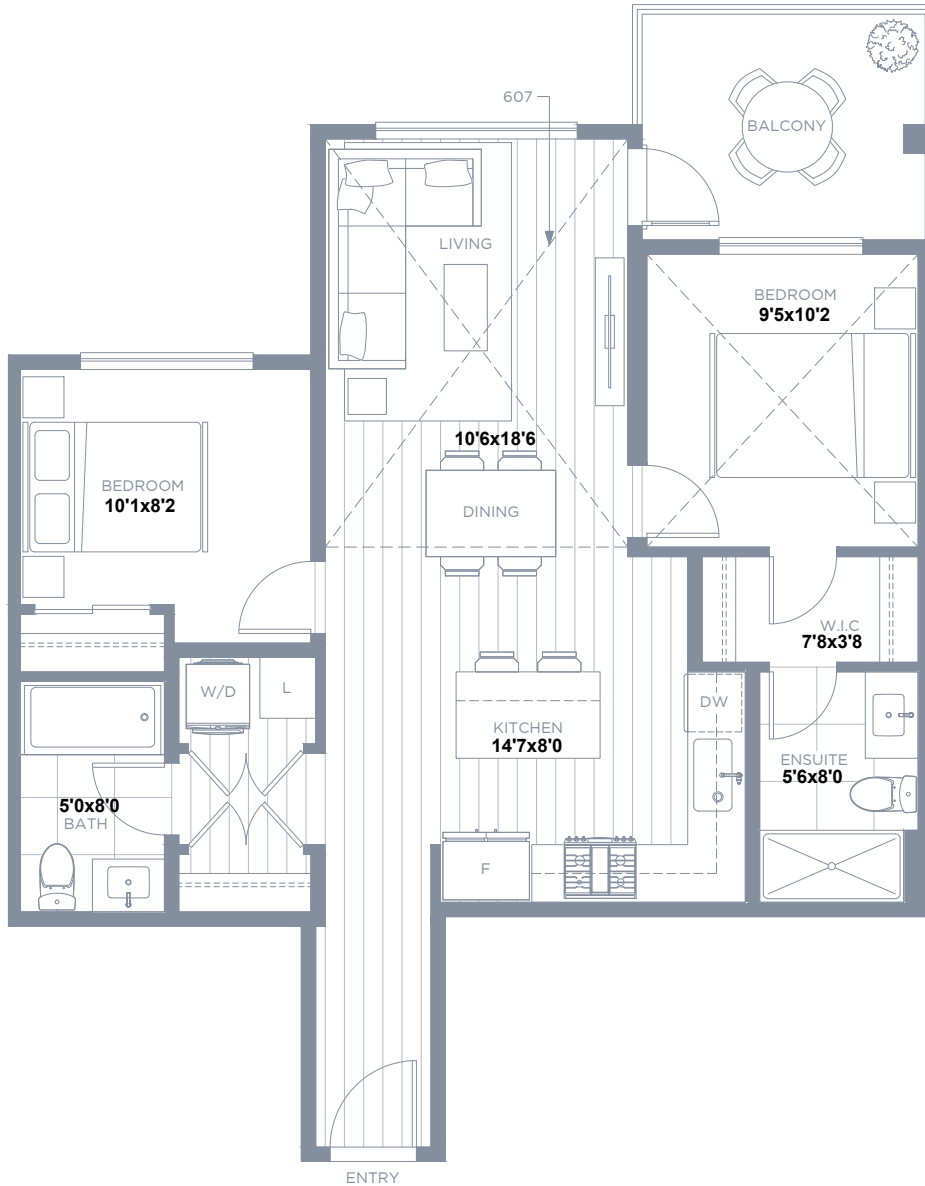 607
BALCONY
LIVING
BEDROOM
9'5x10'2
10'6x18'6
BEDROOM
10'1x8'2
DINING
W.I.C
7'8x3'8
W/D
L
DW
KITCHEN
14'7x8'0
ENSUITE
5'6x8'0
5'0x8'0
BATH
F
ENTRY